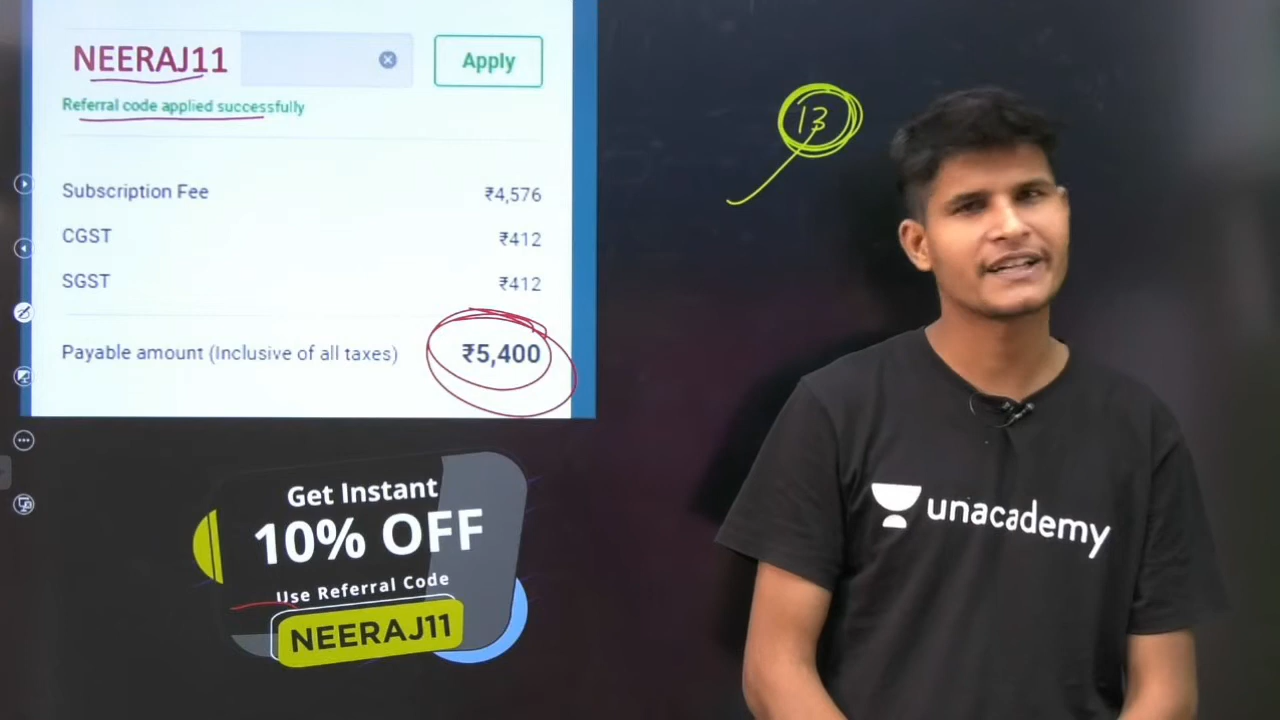 NEERAJ11
Apply
Referral code applied successfully
Subscription Fee ₹4,576
CGST ₹412
SGST ₹412
Payable amount (Inclusive of all taxes) ₹5,400
13
Get Instant
10% OFF
Use Referral Code
NEERAJ11
unacademy